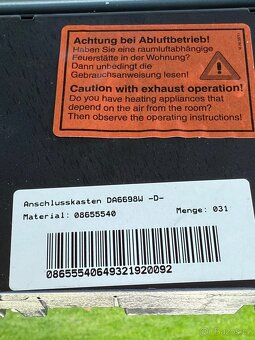 Achtung bei Abluftbetrieb!
Haben Sie eine raumluftabhängige
Feuerstätte in der Wohnung?
Dann unbedingt die
Gebrauchsanweisung lesen!
Caution with exhaust operation!
Do you have heating appliances that
depend on the air from the room?
Then observe the operating instructions!
Anschlusskasten DA6698W -D-
Material: 08655540
Menge: 031
08655540649321920092